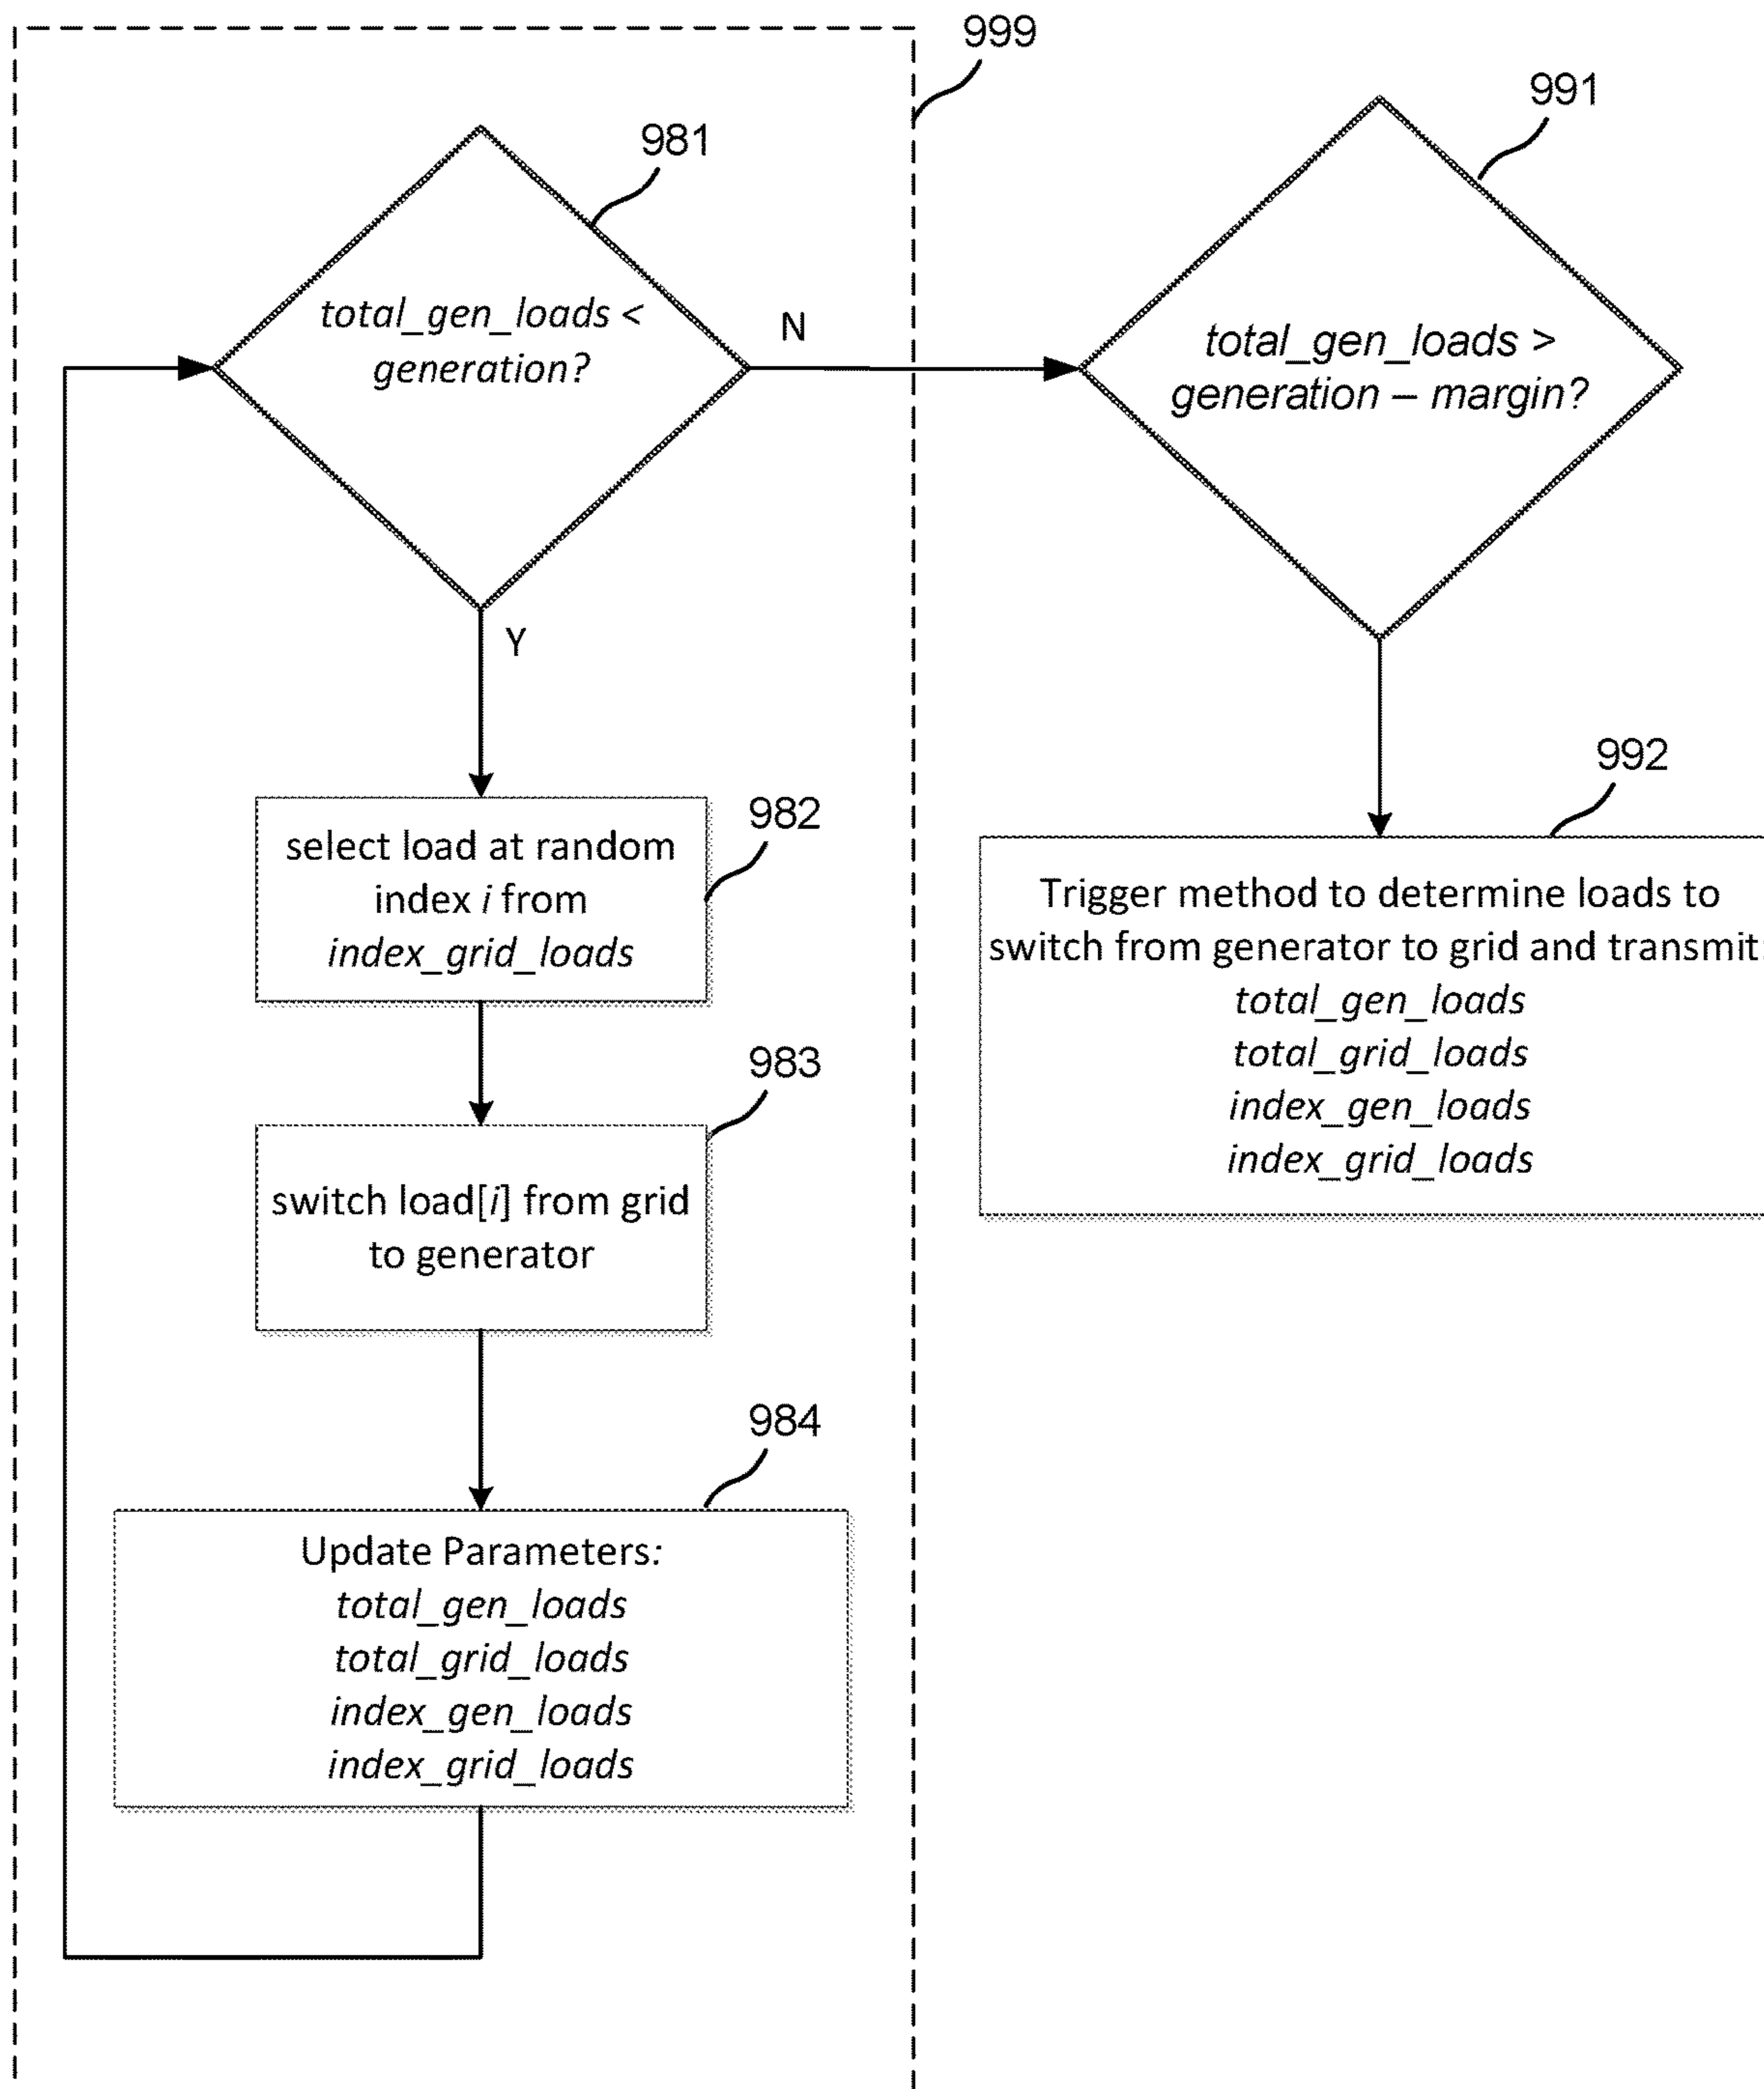 999
981
total_gen_loads <
generation?
N
Y
982
select load at random
index i from
index_grid_loads
983
switch load[i] from grid
to generator
984
Update Parameters:
total_gen_loads
total_grid_loads
index_gen_loads
index_grid_loads
991
total_gen_loads >
generation – margin?
992
Trigger method to determine loads to
switch from generator to grid and transmit:
total_gen_loads
total_grid_loads
index_gen_loads
index_grid_loads